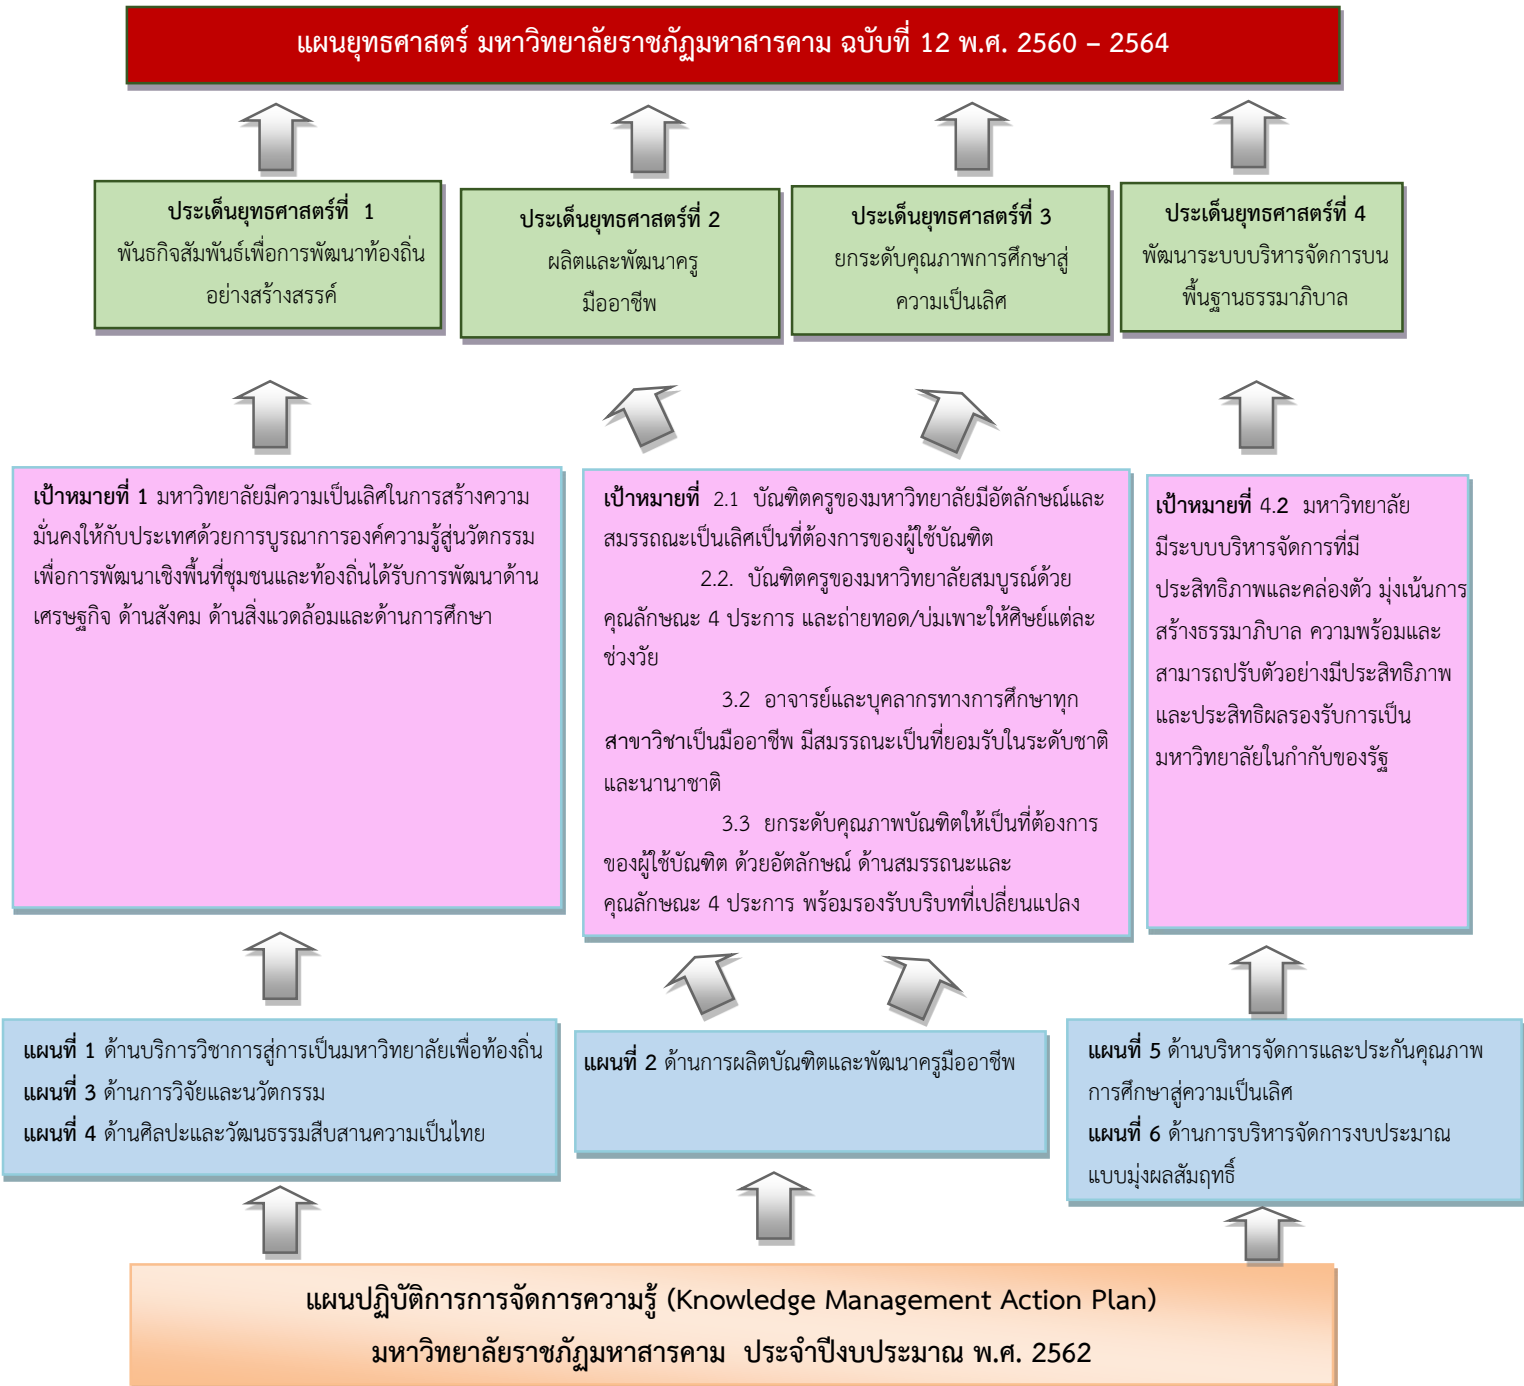 แผนยุทธศาสตร์ มหาวิทยาลัยราชภัฏมหาสารคาม ฉบับที่ 12 พ.ศ. 2560 – 2564
ประเด็นยุทธศาสตร์ที่ 1
พันธกิจสัมพันธ์เพื่อการพัฒนาท้องถิ่น
อย่างสร้างสรรค์
ประเด็นยุทธศาสตร์ที่ 2
ผลิตและพัฒนาครู
มืออาชีพ
ประเด็นยุทธศาสตร์ที่ 3
ยกระดับคุณภาพการศึกษาสู่
ความเป็นเลิศ
ประเด็นยุทธศาสตร์ที่ 4
พัฒนาระบบบริหารจัดการบน
พื้นฐานธรรมาภิบาล
เป้าหมายที่ 1 มหาวิทยาลัยมีความเป็นเลิศในการสร้างความ
มั่นคงให้กับประเทศด้วยการบูรณาการองค์ความรู้สู่นวัตกรรม
เพื่อการพัฒนาเชิงพื้นที่ชุมชนและท้องถิ่นได้รับการพัฒนาด้าน
เศรษฐกิจ ด้านสังคม ด้านสิ่งแวดล้อมและด้านการศึกษา
เป้าหมายที่ 2.1 บัณฑิตครูของมหาวิทยาลัยมีอัตลักษณ์และ
สมรรถณะเป็นเลิศเป็นที่ต้องการของผู้ใช้บัณฑิต
2.2. บัณฑิตครูของมหาวิทยาลัยสมบูรณ์ด้วย
คุณลักษณะ 4 ประการ และถ่ายทอด/บ่มเพาะให้ศิษย์แต่ละ
ช่วงวัย
3.2 อาจารย์และบุคลากรทางการศึกษาทุก
สาขาวิชาเป็นมืออาชีพ มีสมรรถนะเป็นที่ยอมรับในระดับชาติ
และนานาชาติ
3.3 ยกระดับคุณภาพบัณฑิตให้เป็นที่ต้องการ
ของผู้ใช้บัณฑิต ด้วยอัตลักษณ์ ด้านสมรรถนะและ
คุณลักษณะ 4 ประการ พร้อมรองรับบริบทที่เปลี่ยนแปลง
เป้าหมายที่ 4.2 มหาวิทยาลัย
มีระบบบริหารจัดการที่มี
ประสิทธิภาพและคล่องตัว มุ่งเน้นการ
สร้างธรรมาภิบาล ความพร้อมและ
สามารถปรับตัวอย่างมีประสิทธิภาพ
และประสิทธิผลรองรับการเป็น
มหาวิทยาลัยในกำกับของรัฐ
แผนที่ 1 ด้านบริการวิชาการสู่การเป็นมหาวิทยาลัยเพื่อท้องถิ่น
แผนที่ 3 ด้านการวิจัยและนวัตกรรม
แผนที่ 4 ด้านศิลปะและวัฒนธรรมสืบสานความเป็นไทย
แผนที่ 2 ด้านการผลิตบัณฑิตและพัฒนาครูมืออาชีพ
แผนที่ 5 ด้านบริหารจัดการและประกันคุณภาพ
การศึกษาสู่ความเป็นเลิศ
แผนที่ 6 ด้านการบริหารจัดการงบประมาณ
แบบมุ่งผลสัมฤทธิ์
แผนปฏิบัติการการจัดการความรู้ (Knowledge Management Action Plan)
มหาวิทยาลัยราชภัฏมหาสารคาม ประจำปีงบประมาณ พ.ศ. 2562